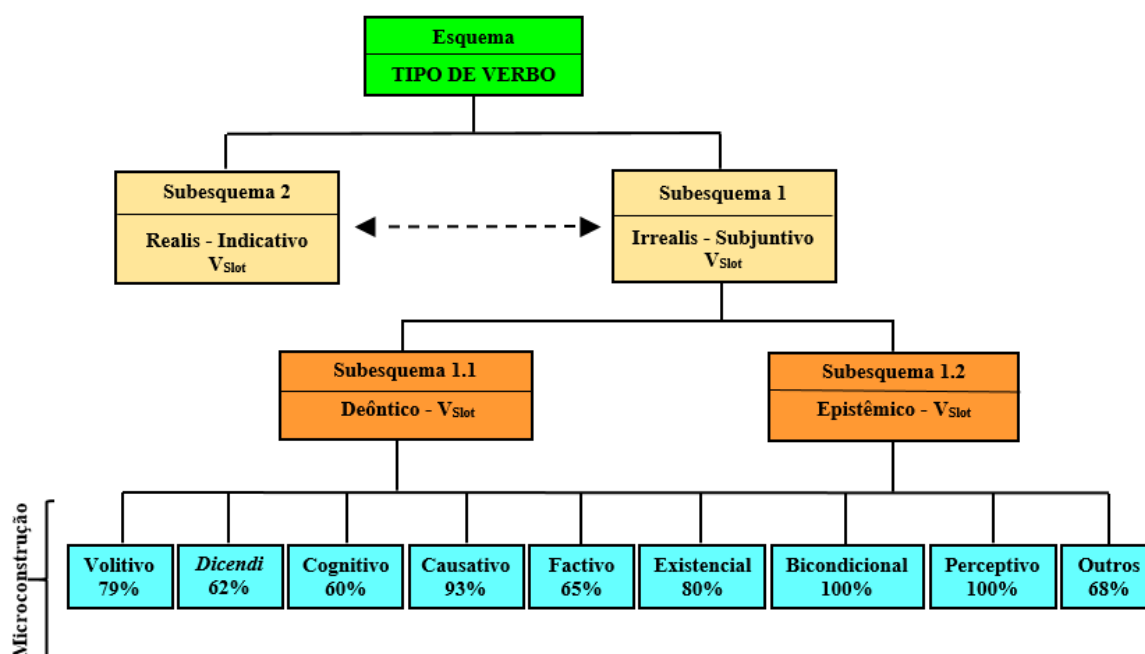 Esquema
TIPO DE VERBO
Subesquema 2
Realis - Indicativo
VSlot
Subesquema 1
Irrealis - Subjuntivo
VSlot
Subesquema 1.1
Deôntico - VSlot
Subesquema 1.2
Epistêmico - VSlot
Microconstrução
Volitivo
79%
Dicendi
62%
Cognitivo
60%
Causativo
93%
Factivo
65%
Existencial
80%
Bicondicional
100%
Perceptivo
100%
Outros
68%